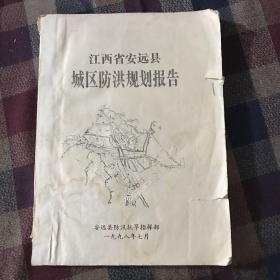 江西省安远县
城区防洪规划报告
安远县防汛抗旱指挥部
一九九八年七月